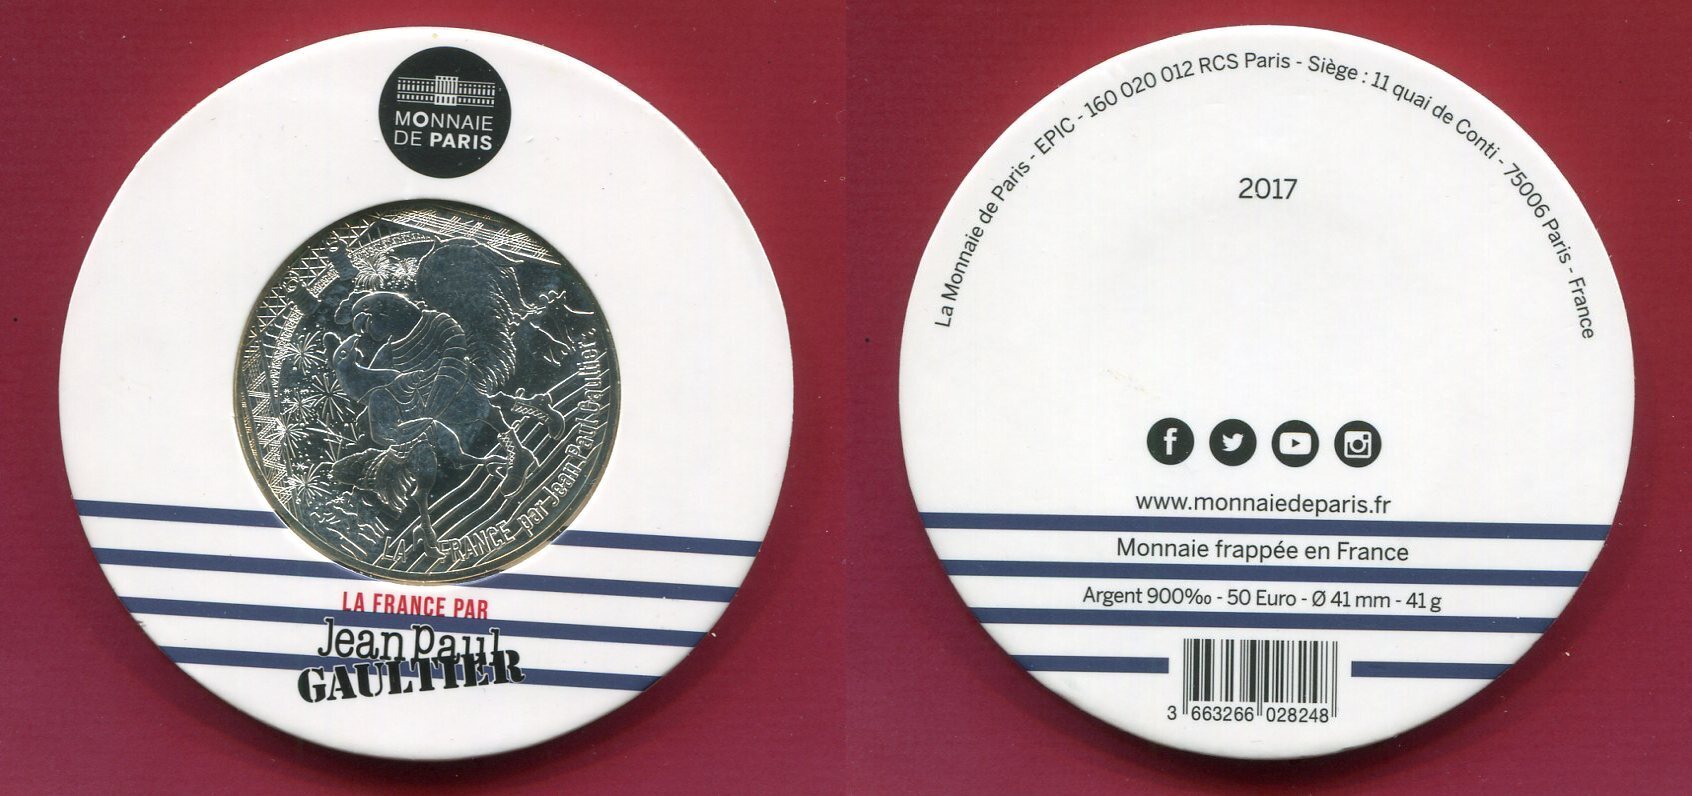 MONNAIE
DE PARIS
LA FRANCE par Jean Paul Gaultier
LA FRANCE PAR
Jean Paul
GAULTIER
La Monnaie de Paris - EPIC - 160 020 012 RCS Paris - Siège : 11 quai de Conti - 75006 Paris - France
2017
www.monnaiedeparis.fr
Monnaie frappée en France
Argent 900‰ - 50 Euro - Ø 41 mm - 41 g
3 663266 028248